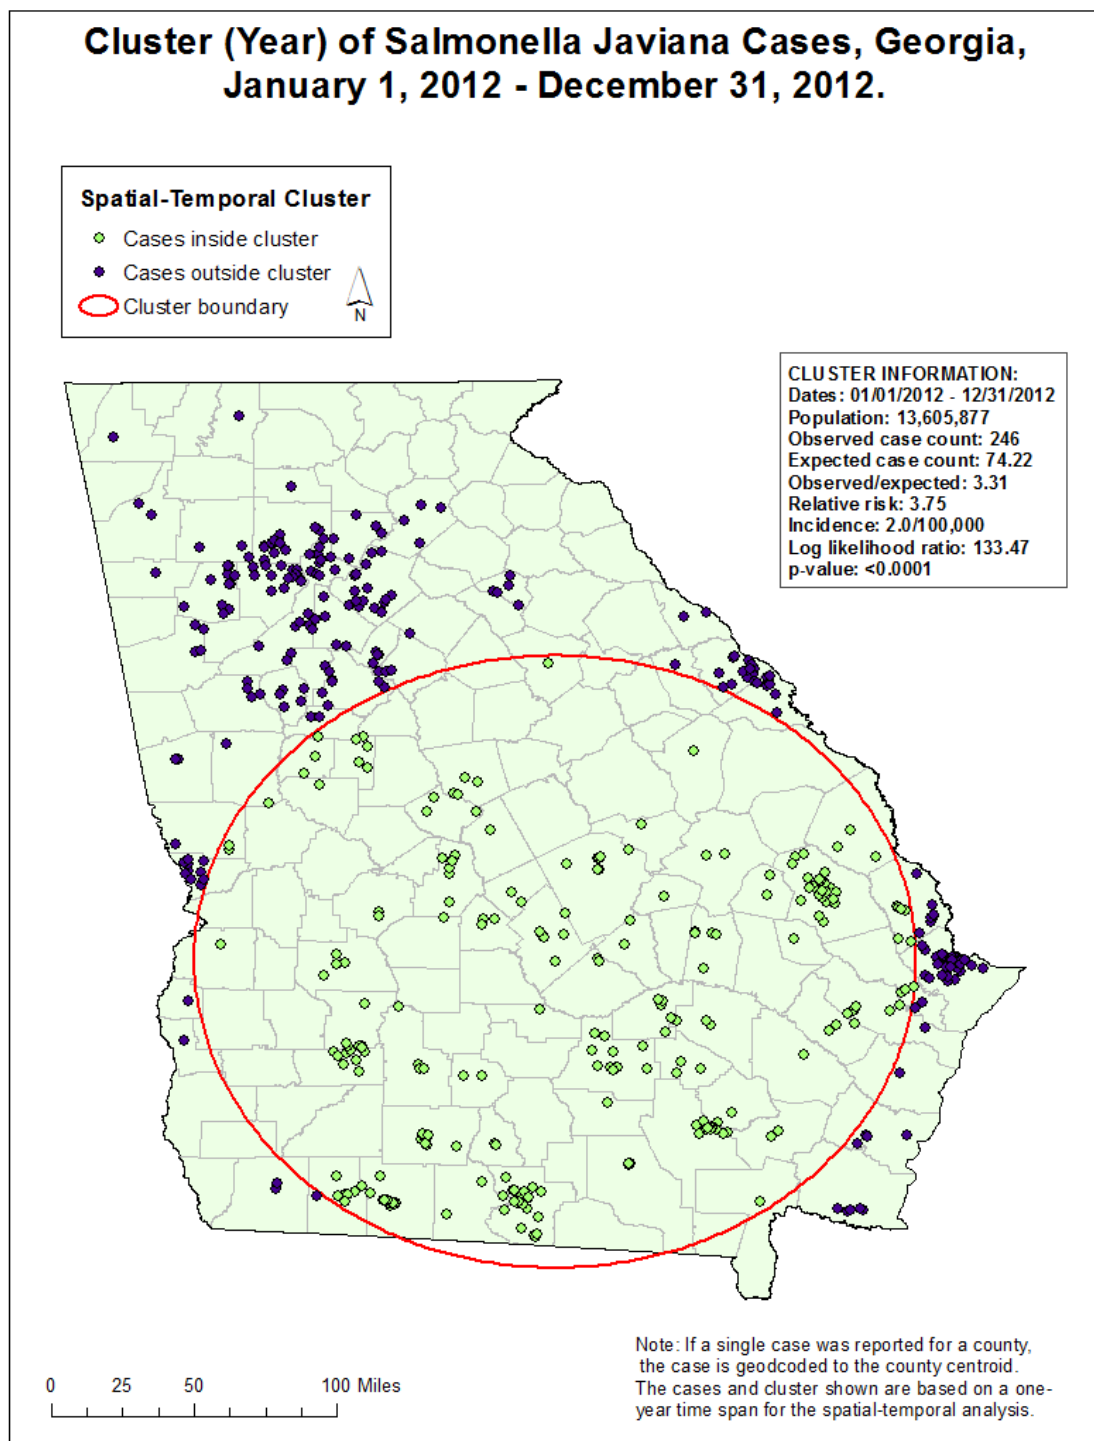 Cluster (Year) of Salmonella Javiana Cases, Georgia,
January 1, 2012 - December 31, 2012.
Spatial-Temporal Cluster
Cases inside cluster
Cases outside cluster
Cluster boundary
N
CLUSTER INFORMATION:
Dates: 01/01/2012 - 12/31/2012
Population: 13,605,877
Observed case count: 246
Expected case count: 74.22
Observed/expected: 3.31
Relative risk: 3.75
Incidence: 2.0/100,000
Log likelihood ratio: 133.47
p-value: <0.0001
Note: If a single case was reported for a county,
the case is geodcoded to the county centroid.
The cases and cluster shown are based on a one-
year time span for the spatial-temporal analysis.
0 25 50 100 Miles